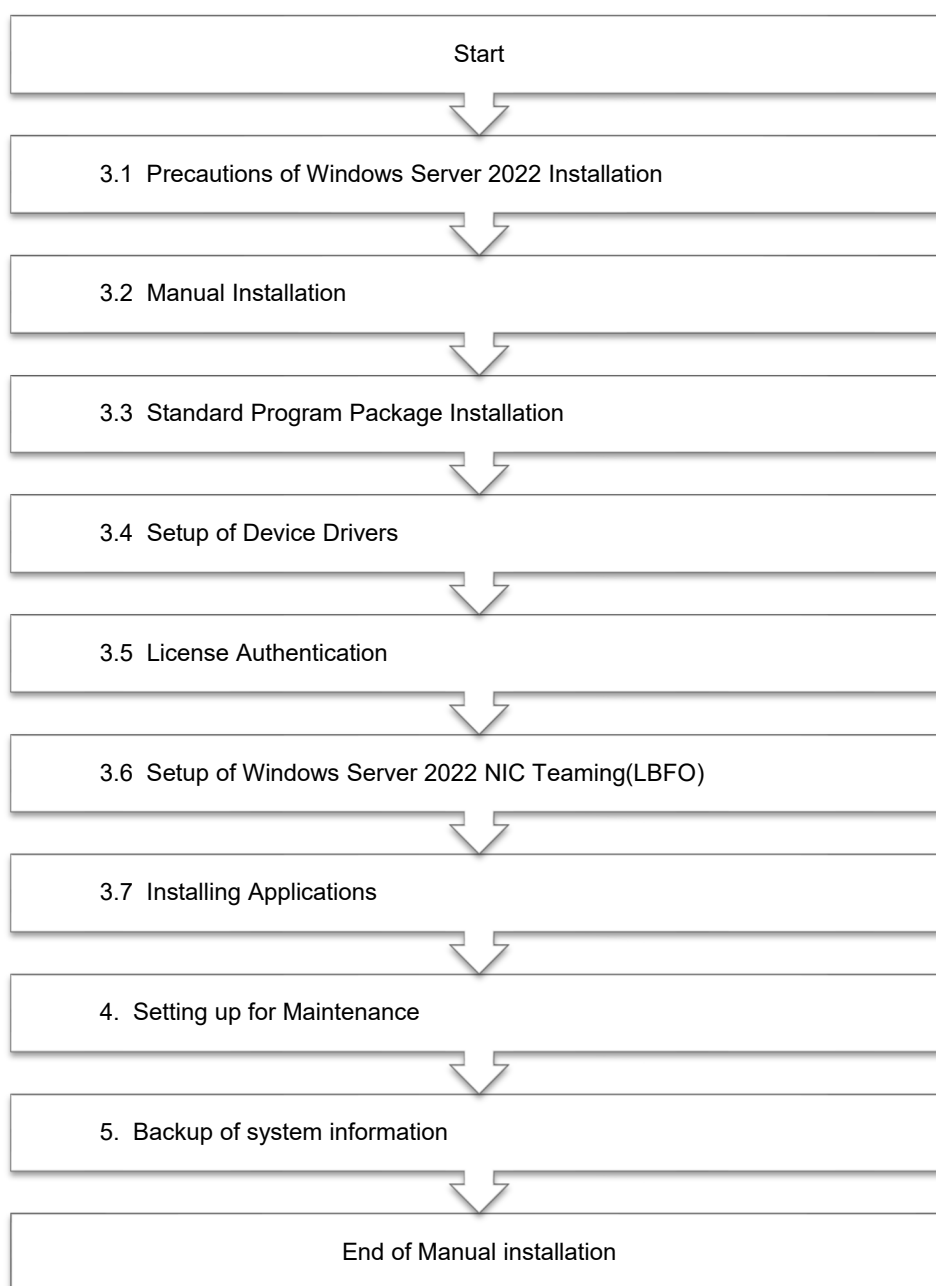 Start
3.1 Precautions of Windows Server 2022 Installation
3.2 Manual Installation
3.3 Standard Program Package Installation
3.4 Setup of Device Drivers
3.5 License Authentication
3.6 Setup of Windows Server 2022 NIC Teaming(LBFO)
3.7 Installing Applications
4. Setting up for Maintenance
5. Backup of system information
End of Manual installation